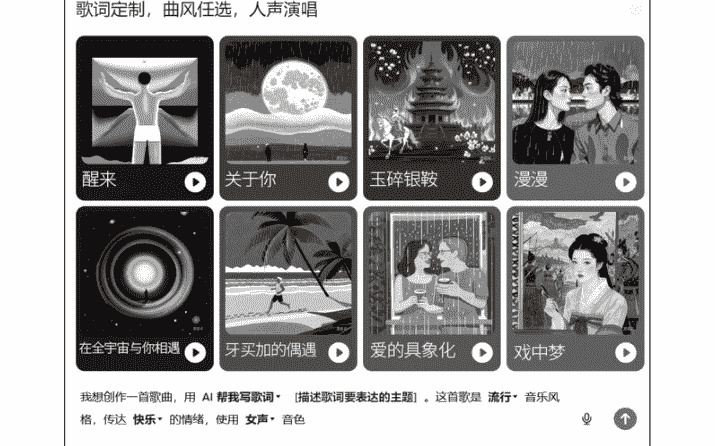 歌词定制，曲风任选，人声演唱
醒来
关于你
玉碎银鞍
漫漫
在全宇宙与你相遇
牙买加的偶遇
爱的具象化
戏中梦
我想创作一首歌曲，用 AI 帮我写歌词 [描述歌词要表达的主题] 。这首歌是 流行 音乐风
格，传达 快乐 的情绪，使用 女声 音色